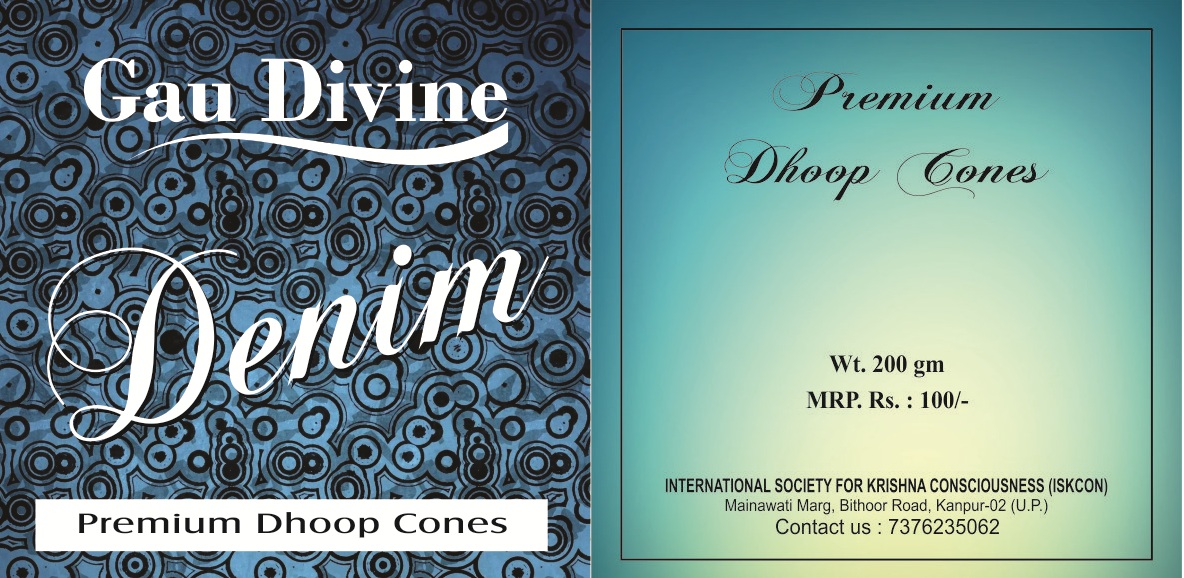 Gau Divine
Denim
Premium Dhoop Cones
Premium
Dhoop Cones
Wt. 200 gm
MRP. Rs. : 100/-
INTERNATIONAL SOCIETY FOR KRISHNA CONSCIOUSNESS (ISKCON)
Mainawati Marg, Bithoor Road, Kanpur-02 (U.P.)
Contact us : 7376235062